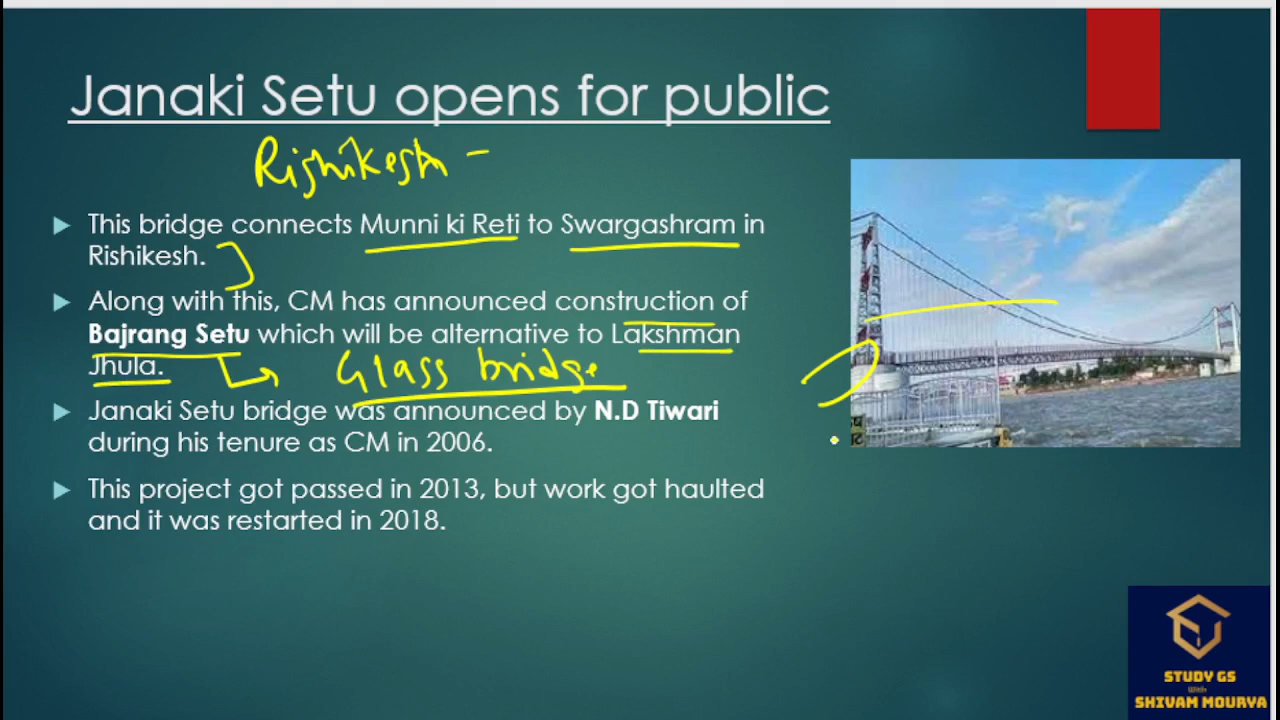 Janaki Setu opens for public
Rishikesh -
This bridge connects Munni ki Reti to Swargashram in
Rishikesh.
Along with this, CM has announced construction of
Bajrang Setu which will be alternative to Lakshman
Jhula.
Glass bridge
Janaki Setu bridge was announced by N.D Tiwari
during his tenure as CM in 2006.
This project got passed in 2013, but work got haulted
and it was restarted in 2018.
STUDY GS
With
SHIVAM MOURYA